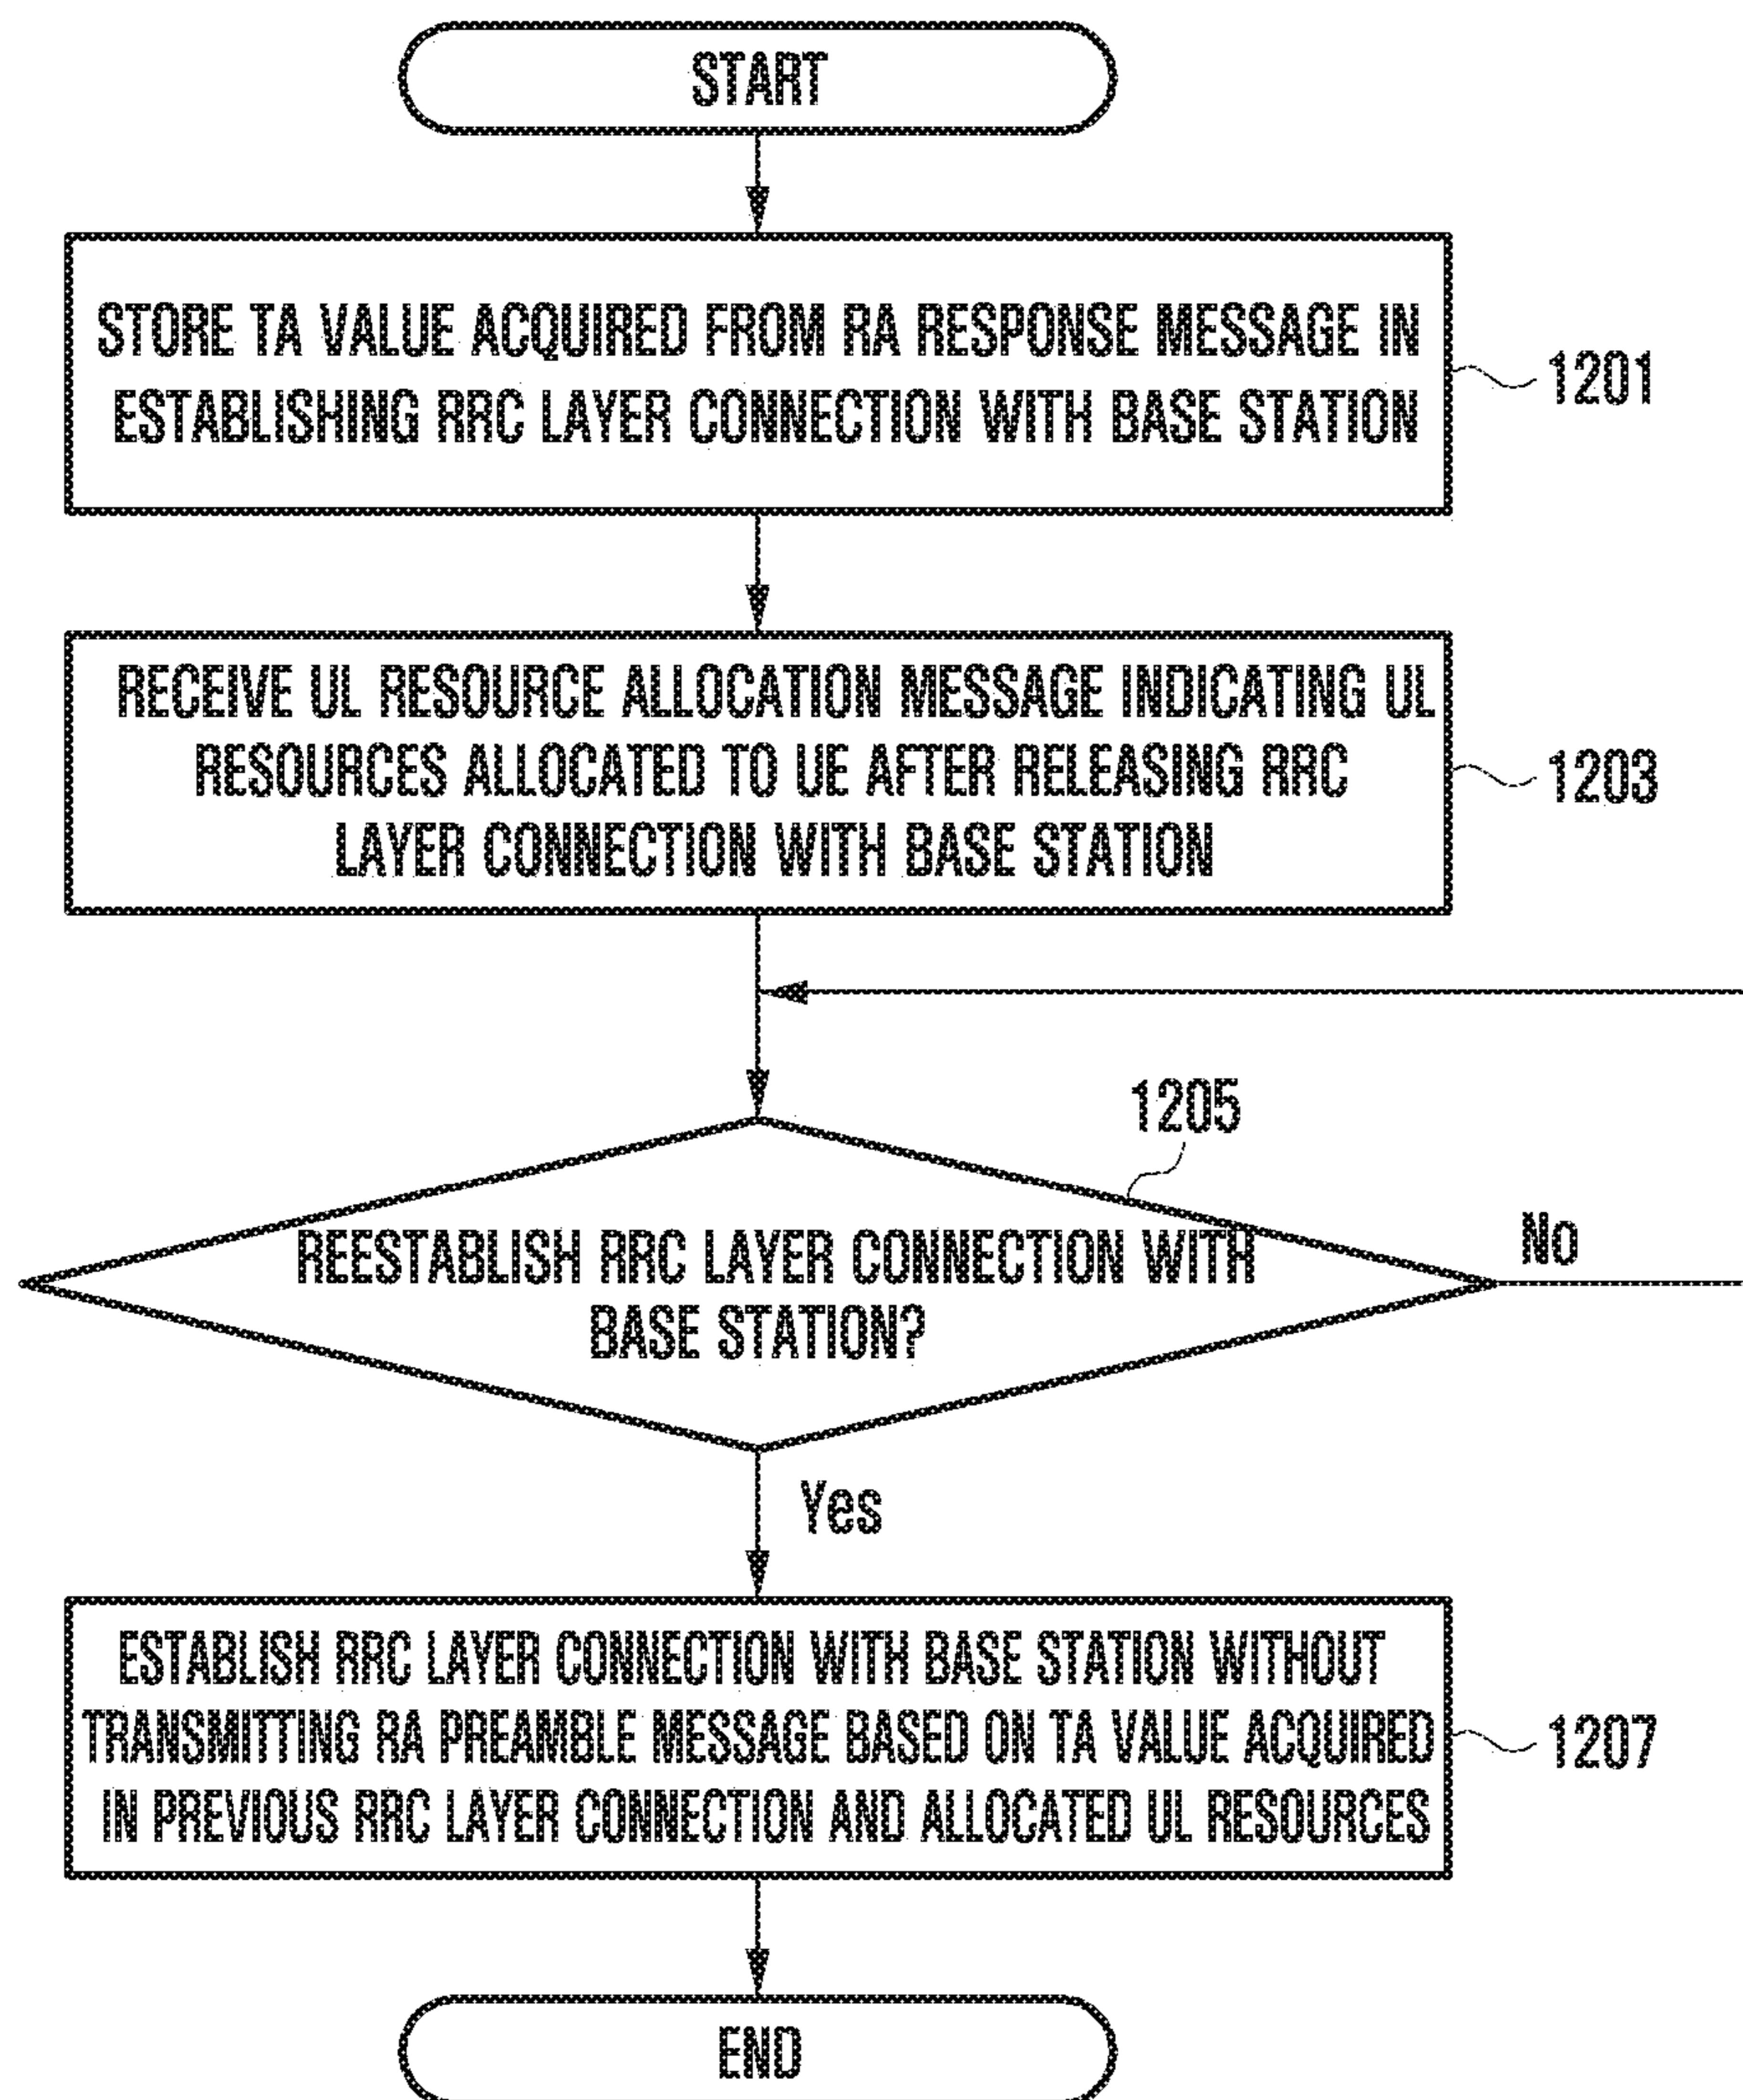 START
STORE TA VALUE ACQUIRED FROM RA RESPONSE MESSAGE IN
ESTABLISHING RRC LAYER CONNECTION WITH BASE STATION
1201
RECEIVE UL RESOURCE ALLOCATION MESSAGE INDICATING UL
RESOURCES ALLOCATED TO UE AFTER RELEASING RRC
LAYER CONNECTION WITH BASE STATION
1203
1205
REESTABLISH RRC LAYER CONNECTION WITH
BASE STATION?
No
Yes
ESTABLISH RRC LAYER CONNECTION WITH BASE STATION WITHOUT
TRANSMITTING RA PREAMBLE MESSAGE BASED ON TA VALUE ACQUIRED
IN PREVIOUS RRC LAYER CONNECTION AND ALLOCATED UL RESOURCES
1207
END